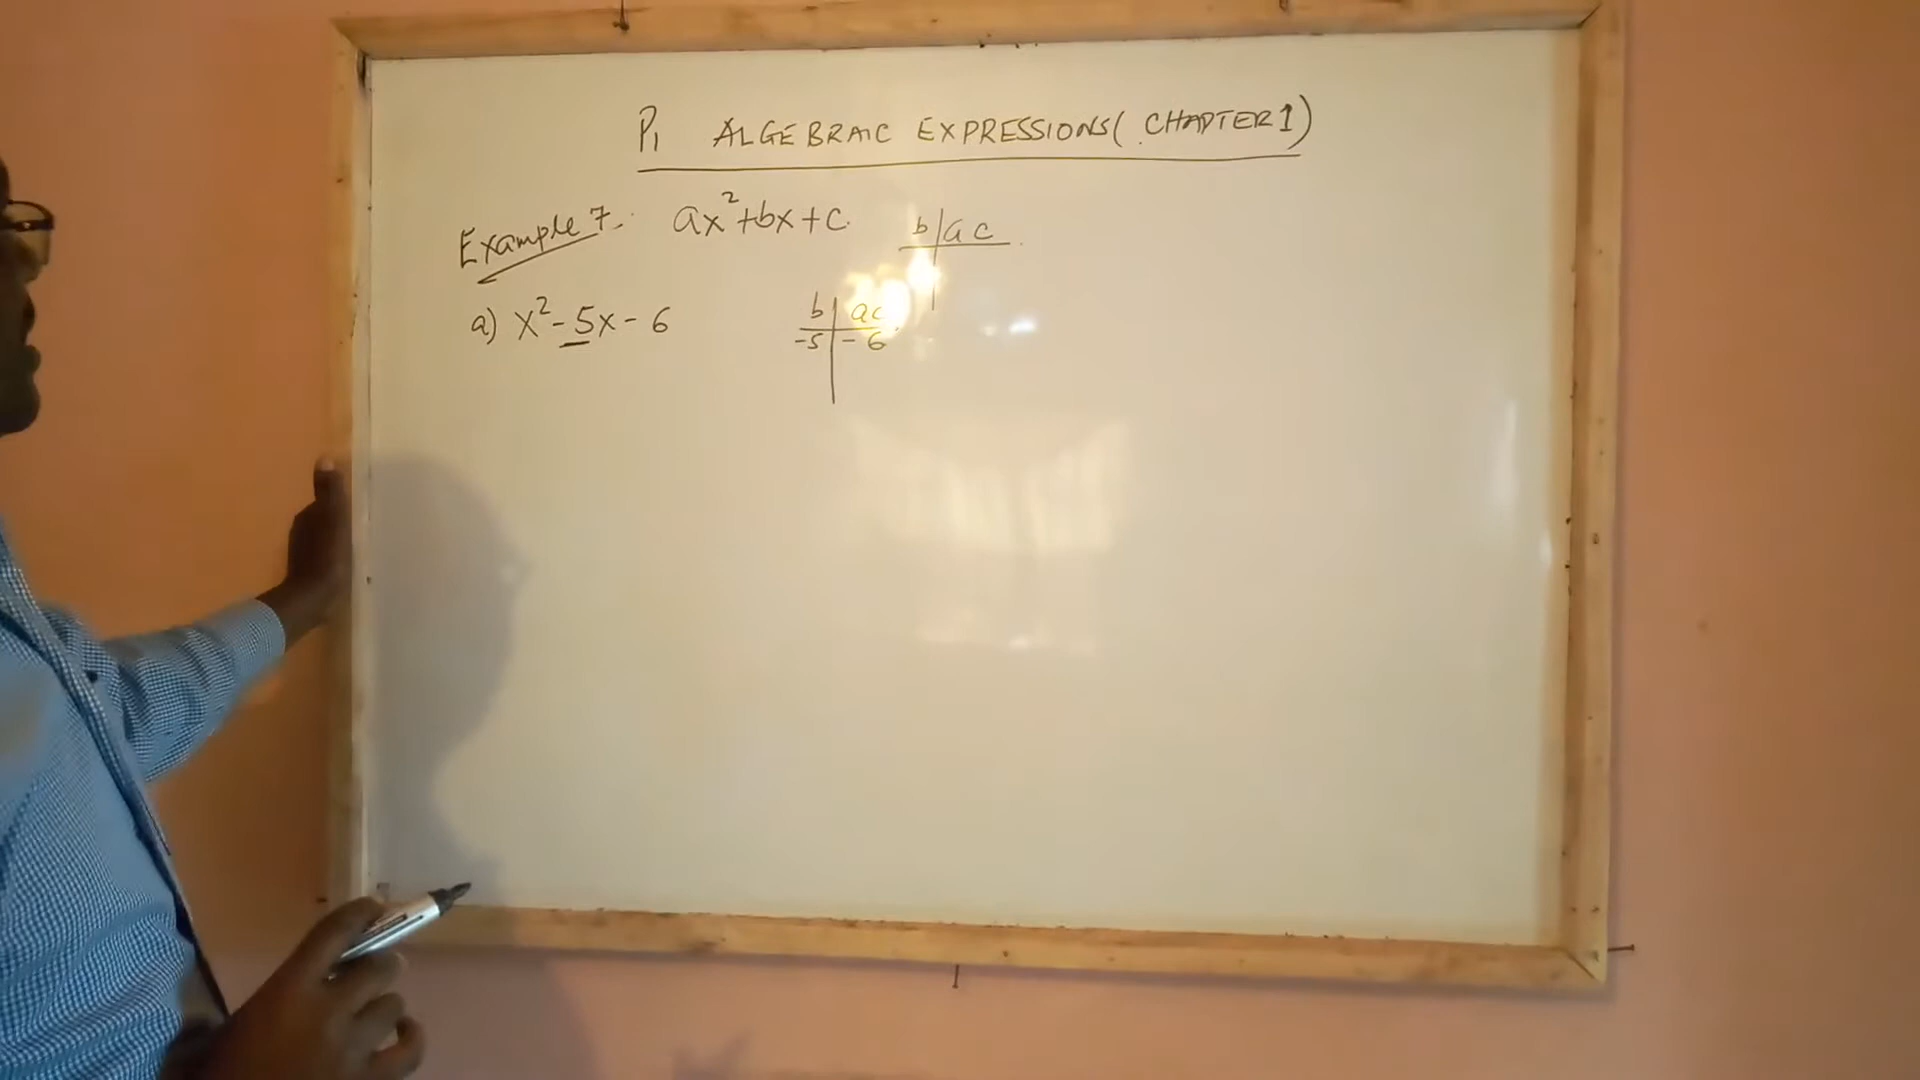 P₁ ALGEBRAIC EXPRESSIONS (CHAPTER 1)
Example 7. ax²+bx+c b | ac
a) x² - 5x - 6
b | ac
-5 | -6